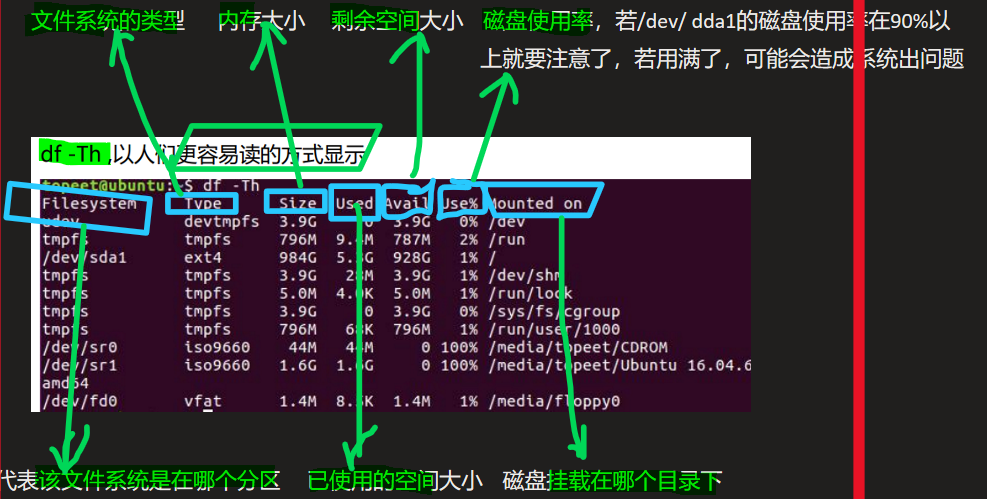 文件系统的类型 内存大小 剩余空间大小 磁盘使用率，若/dev/ dda1的磁盘使用率在90%以
上就要注意了，若用满了，可能会造成系统出问题
df -Th ,以人们更容易读的方式显示
topeet@ubuntu:~$ df -Th
Filesystem Type Size Used Avail Use% Mounted on
udev devtmpfs 3.9G 0 3.9G 0% /dev
tmpfs tmpfs 796M 9.4M 787M 2% /run
/dev/sda1 ext4 984G 5.3G 928G 1% /
tmpfs tmpfs 3.9G 28M 3.9G 1% /dev/shm
tmpfs tmpfs 5.0M 4.0K 5.0M 1% /run/lock
tmpfs tmpfs 3.9G 0 3.9G 0% /sys/fs/cgroup
tmpfs tmpfs 796M 68K 796M 1% /run/user/1000
/dev/sr0 iso9660 44M 44M 0 100% /media/topeet/CDROM
/dev/sr1 iso9660 1.6G 1.6G 0 100% /media/topeet/Ubuntu 16.04.6
amd64
/dev/fd0 vfat 1.4M 8.5K 1.4M 1% /media/floppy0
代表该文件系统是在哪个分区 已使用的空间大小 磁盘挂载在哪个目录下